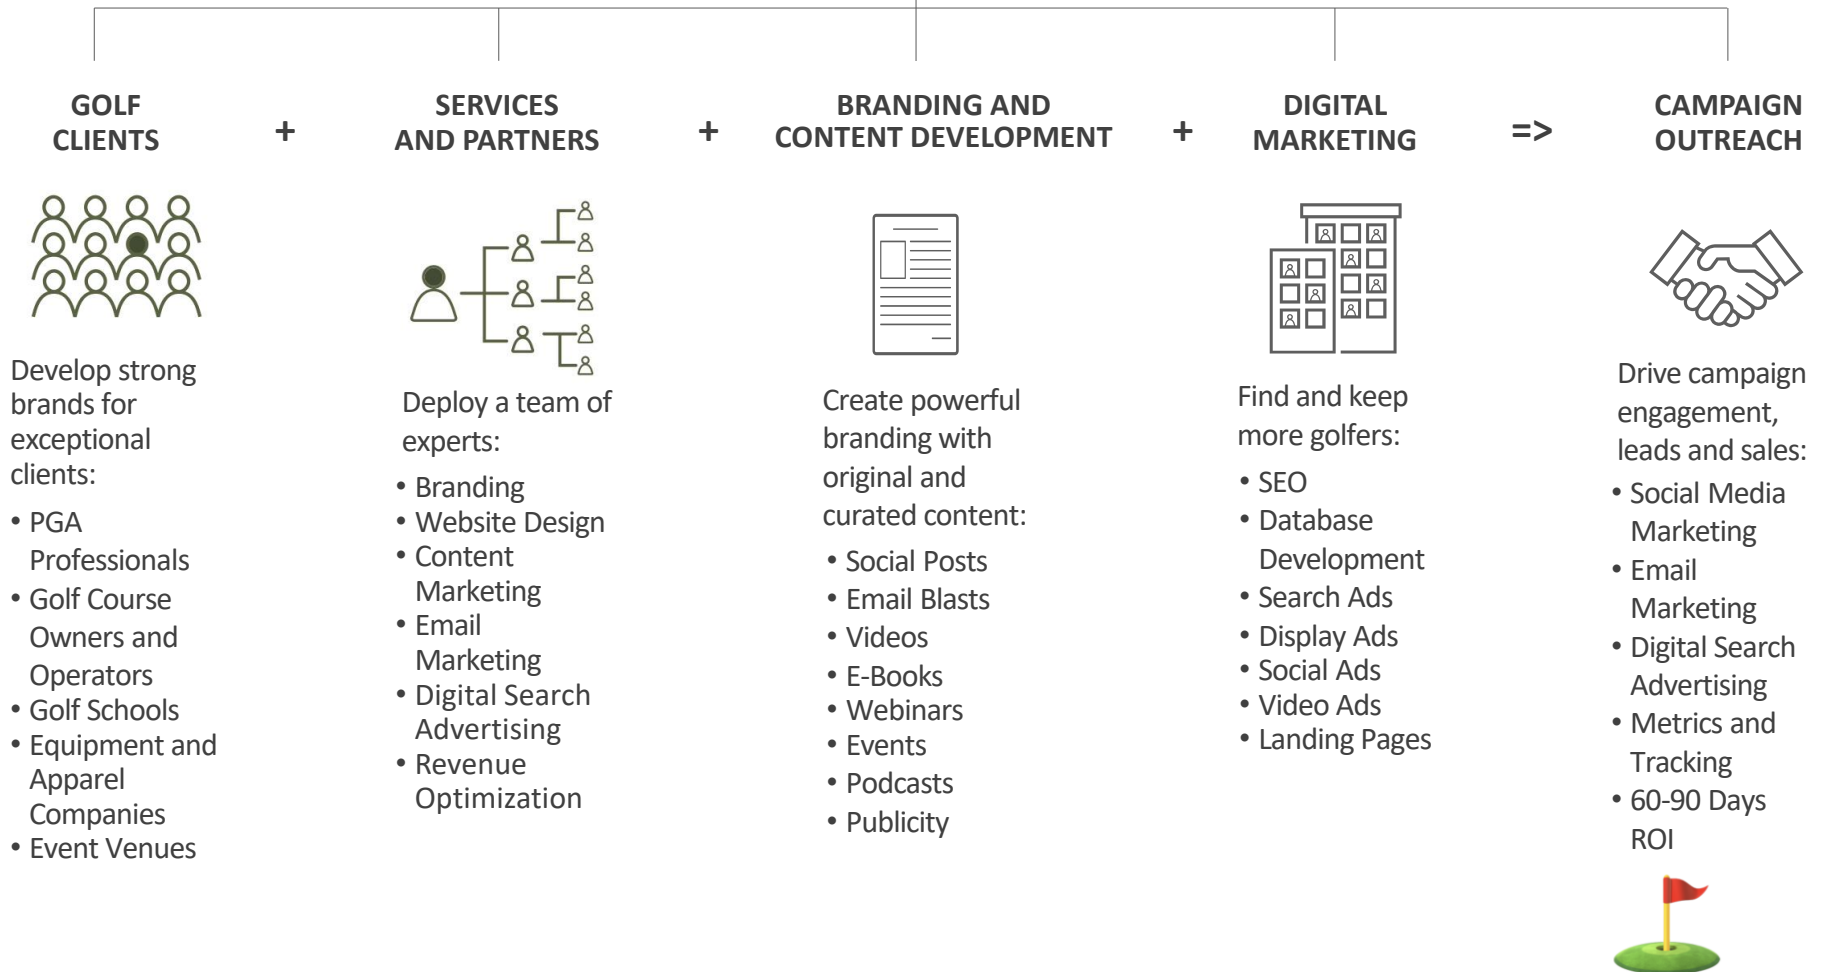 GOLF
CLIENTS
+
SERVICES
AND PARTNERS
+
BRANDING AND
CONTENT DEVELOPMENT
+
DIGITAL
MARKETING
=>
CAMPAIGN
OUTREACH
Develop strong
brands for
exceptional
clients:
• PGA
Professionals
• Golf Course
Owners and
Operators
• Golf Schools
• Equipment and
Apparel
Companies
• Event Venues
Deploy a team of
experts:
• Branding
• Website Design
• Content
Marketing
• Email
Marketing
• Digital Search
Advertising
• Revenue
Optimization
Create powerful
branding with
original and
curated content:
• Social Posts
• Email Blasts
• Videos
• E-Books
• Webinars
• Events
• Podcasts
• Publicity
Find and keep
more golfers:
• SEO
• Database
Development
• Search Ads
• Display Ads
• Social Ads
• Video Ads
• Landing Pages
Drive campaign
engagement,
leads and sales:
• Social Media
Marketing
• Email
Marketing
• Digital Search
Advertising
• Metrics and
Tracking
• 60-90 Days
ROI